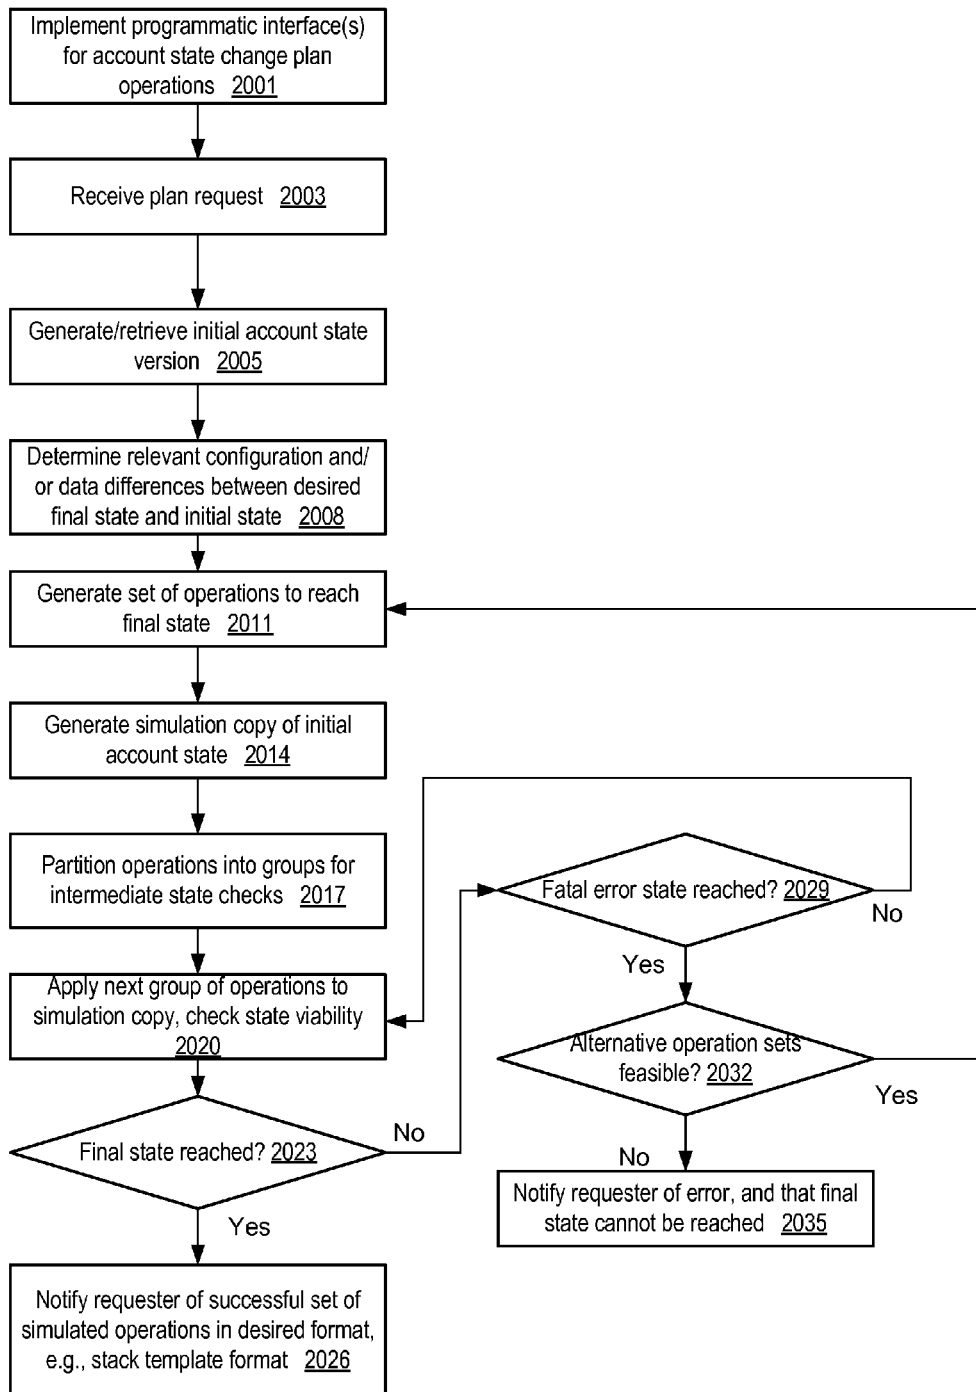 Implement programmatic interface(s)
for account state change plan
operations 2001
Receive plan request 2003
Generate/retrieve initial account state
version 2005
Determine relevant configuration and/
or data differences between desired
final state and initial state 2008
Generate set of operations to reach
final state 2011
Generate simulation copy of initial
account state 2014
Partition operations into groups for
intermediate state checks 2017
Apply next group of operations to
simulation copy, check state viability
2020
Final state reached? 2023
No
Yes
Notify requester of successful set of
simulated operations in desired format,
e.g., stack template format 2026
Fatal error state reached? 2029
No
Yes
Alternative operation sets
feasible? 2032
Yes
No
Notify requester of error, and that final
state cannot be reached 2035